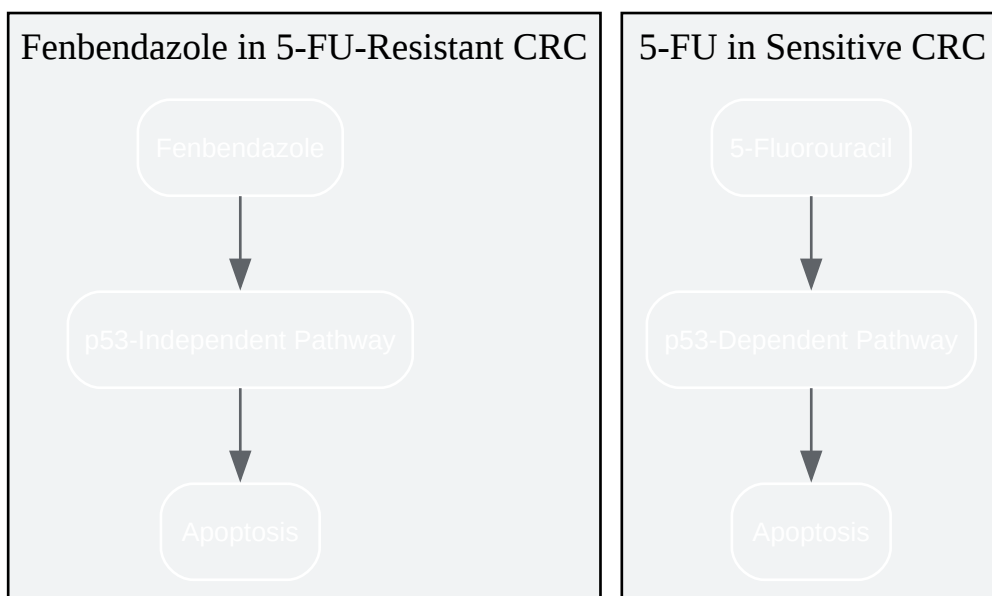 Fenbendazole in 5-FU-Resistant CRC
Fenbendazole
p53-Independent Pathway
Apoptosis
5-FU in Sensitive CRC
5-Fluorouracil
p53-Dependent Pathway
Apoptosis